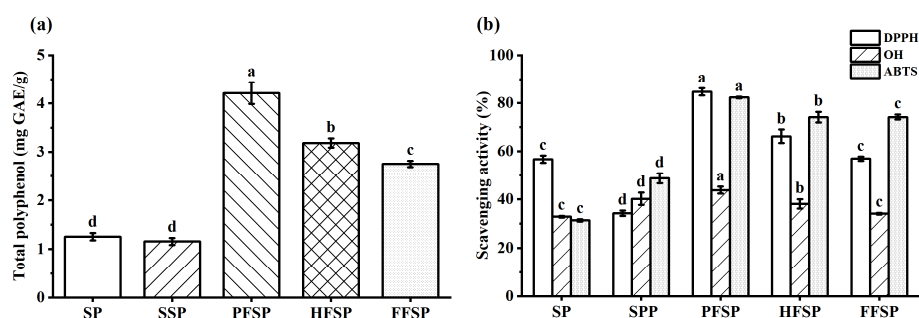 (a)
Total polyphenol (mg GAE/g)
5
4
3
2
1
0
d
d
a
b
c
SP
SSP
PFSP
HFSP
FFSP
(b)
DPPH
OH
ABTS
Scavenging activity (%)
100
80
60
40
20
0
c
c
c
d
d
d
a
a
a
b
b
b
c
c
c
SP
SPP
PFSP
HFSP
FFSP